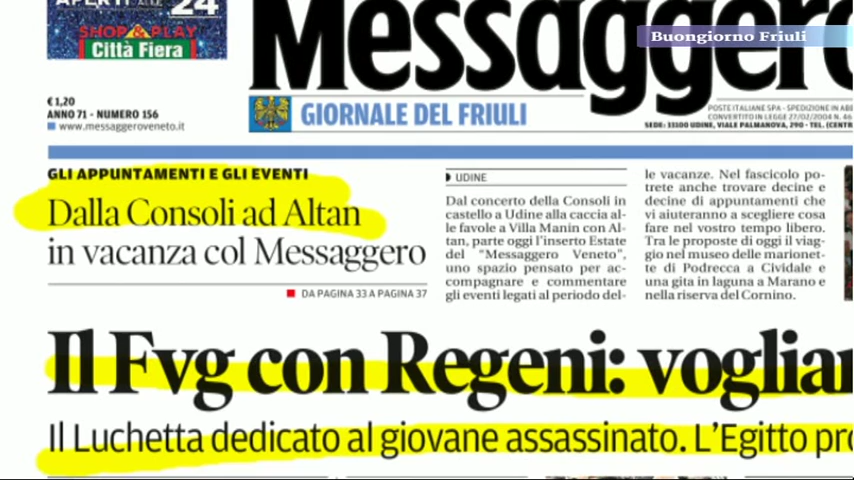 24
SHOP & PLAY
Città Fiera
Messaggero
Buongiorno Friuli
€ 1,20
ANNO 71 - NUMERO 156
www.messaggeroveneto.it
GIORNALE DEL FRIULI
POSTE ITALIANE SPA - SPEDIZIONE IN ABB
CONVERTITO IN LEGGE 27/02/2004 N. 46
SEDE: 33100 UDINE, VIALE PALMANOVA, 290 - TEL. (CENTR
GLI APPUNTAMENTI E GLI EVENTI
Dalla Consoli ad Altan
in vacanza col Messaggero
DA PAGINA 33 A PAGINA 37
UDINE
Dal concerto della Consoli in
castello a Udine alla caccia al-
le favole a Villa Manin con Al-
tan, parte oggi l'inserto Estate
del "Messaggero Veneto",
uno spazio pensato per ac-
compagnare e commentare
gli eventi legati al periodo del-
le vacanze. Nel fascicolo po-
trete anche trovare decine e
decine di appuntamenti che
vi aiuteranno a scegliere cosa
fare nel vostro tempo libero.
Tra le proposte di oggi il viag-
gio nel museo delle marionet-
te di Podrecca a Cividale e
una gita in laguna a Marano e
nella riserva del Cornino.
Il Fvg con Regeni: voglia
Il Luchetta dedicato al giovane assassinato. L'Egitto pro